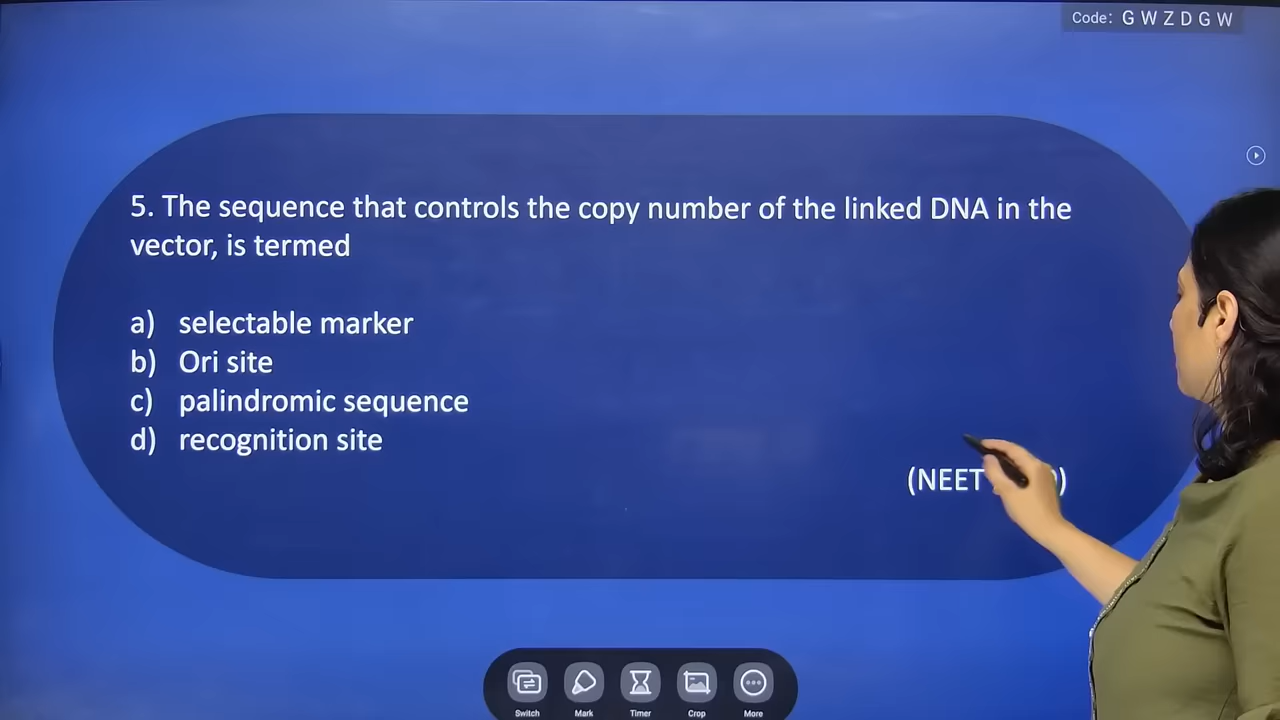 Code: G W Z D G W
5. The sequence that controls the copy number of the linked DNA in the
vector, is termed
a) selectable marker
b) Ori site
c) palindromic sequence
d) recognition site
(NEET )
Switch Mark Timer Crop More